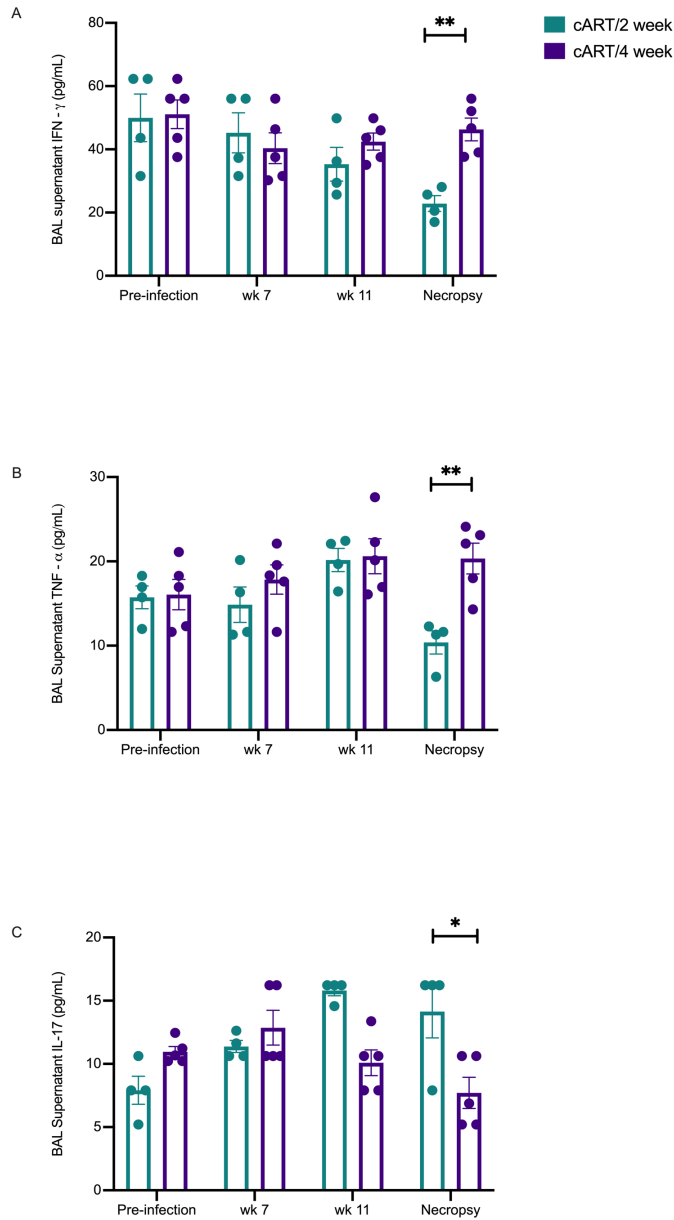 A
cART/2 week
cART/4 week
BAL supernatant IFN - γ (pg/mL)
80
60
40
20
0
**
Pre-infection wk 7 wk 11 Necropsy
B
BAL Supernatant TNF - α (pg/mL)
30
20
10
0
**
Pre-infection wk 7 wk 11 Necropsy
C
BAL Supernatant IL-17 (pg/mL)
20
15
10
5
0
*
Pre-infection wk 7 wk 11 Necropsy